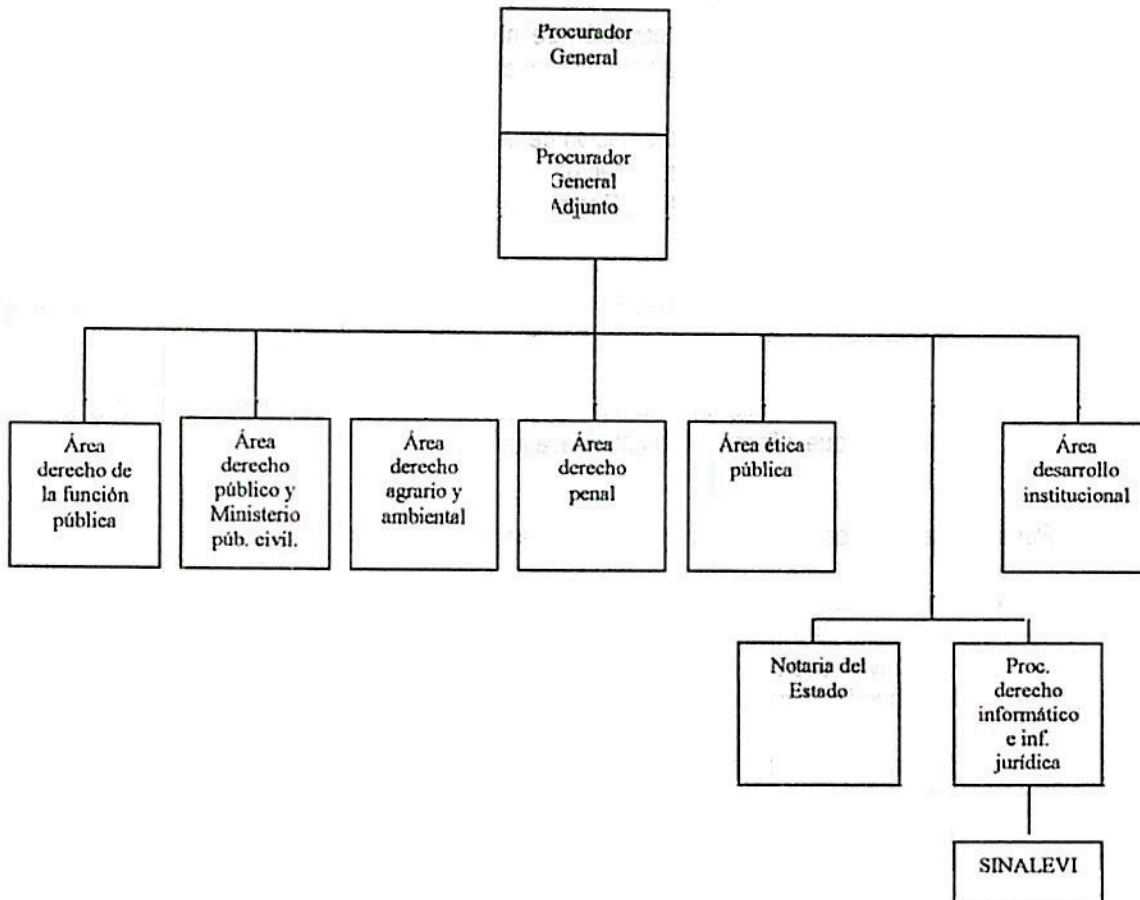 Procurador
General
Procurador
General
Adjunto
Área
derecho de
la función
pública
Área
derecho
público y
Ministerio
púb. civil.
Área
derecho
agrario y
ambiental
Área
derecho
penal
Área ética
pública
Área
desarrollo
institucional
Notaria del
Estado
Proc.
derecho
informático
e inf.
jurídica
SINALEVI